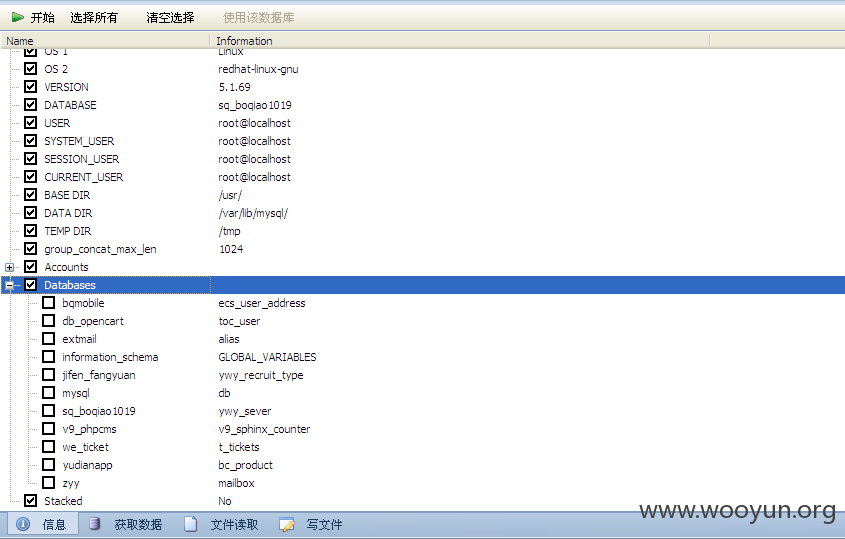 开始 选择所有 清空选择 使用该数据库
Name Information
OS 1 Linux
OS 2 redhat-linux-gnu
VERSION 5.1.69
DATABASE sq_boqiao1019
USER root@localhost
SYSTEM_USER root@localhost
SESSION_USER root@localhost
CURRENT_USER root@localhost
BASE DIR /usr/
DATA DIR /var/lib/mysql/
TEMP DIR /tmp
group_concat_max_len 1024
Accounts
Databases
bqmobile ecs_user_address
db_opencart toc_user
extmail alias
information_schema GLOBAL_VARIABLES
jifen_fangyuan ywy_recruit_type
mysql db
sq_boqiao1019 ywy_sever
v9_phpcms v9_sphinx_counter
we_ticket t_tickets
yudianapp bc_product
zyy mailbox
Stacked No
www.wooyun.org
信息 获取数据 文件读取 写文件